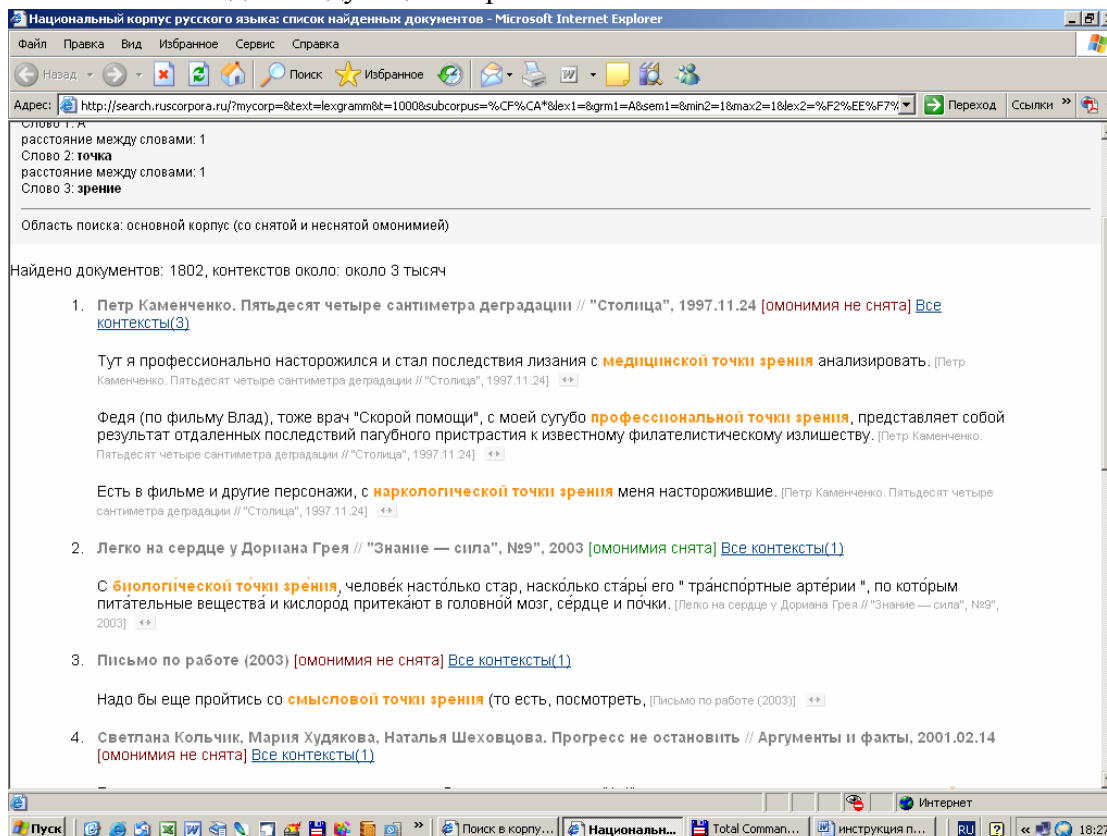 Национальный корпус русского языка: список найденных документов - Microsoft Internet Explorer
Файл Правка Вид Избранное Сервис Справка
Назад Поиск Избранное
Адрес: http://search.ruscorpora.ru/?mycorp=&text=lexgramm&t=1000&subcorpus=%CF%CA*&lex1=&grm1=A&sem1=&min2=1&max2=1&lex2=%F2%EE%F7% Переход Ссылки »
Слово 1: A
расстояние между словами: 1
Слово 2: точка
расстояние между словами: 1
Слово 3: зрение
Область поиска: основной корпус (со снятой и неснятой омонимией)
Найдено документов: 1802, контекстов около: около 3 тысяч
1. Петр Каменченко. Пятьдесят четыре сантиметра деградации // "Столица", 1997.11.24 [омонимия не снята] Все
контексты(3)
Тут я профессионально насторожился и стал последствия лизания с медицинской точки зрения анализировать. [Петр
Каменченко. Пятьдесят четыре сантиметра деградации // "Столица", 1997.11.24]
Федя (по фильму Влад), тоже врач "Скорой помощи", с моей сугубо профессиональной точки зрения, представляет собой
результат отдаленных последствий пагубного пристрастия к известному филателистическому излишеству. [Петр Каменченко.
Пятьдесят четыре сантиметра деградации // "Столица", 1997.11.24]
Есть в фильме и другие персонажи, с наркологической точки зрения меня насторожившие. [Петр Каменченко. Пятьдесят четыре
сантиметра деградации // "Столица", 1997.11.24]
2. Легко на сердце у Дориана Грея // "Знание — сила", №9, 2003 [омонимия снята] Все контексты(1)
С биологи́ческой то́чки зре́ния, челове́к насто́лько стар, наско́лько ста́ры его " тра́нспо́ртные арте́рии ", по кото́рым
пита́тельные вещества́ и кислоро́д притека́ют в головно́й мозг, се́рдце и по́чки. [Легко на сердце у Дориана Грея // "Знание — сила", №9,
2003]
3. Письмо по работе (2003) [омонимия не снята] Все контексты(1)
Надо бы еще пройтись со смысловой точки зрения (то есть, посмотреть, [Письмо по работе (2003)]
4. Светлана Кольчик, Мария Худякова, Наталья Шеховцова. Прогресс не остановить // Аргументы и факты, 2001.02.14
[омонимия не снята] Все контексты(1)
Интернет
Пуск » Поиск в корпу... Национальн... Total Comman... инструкция п... RU « 18:27